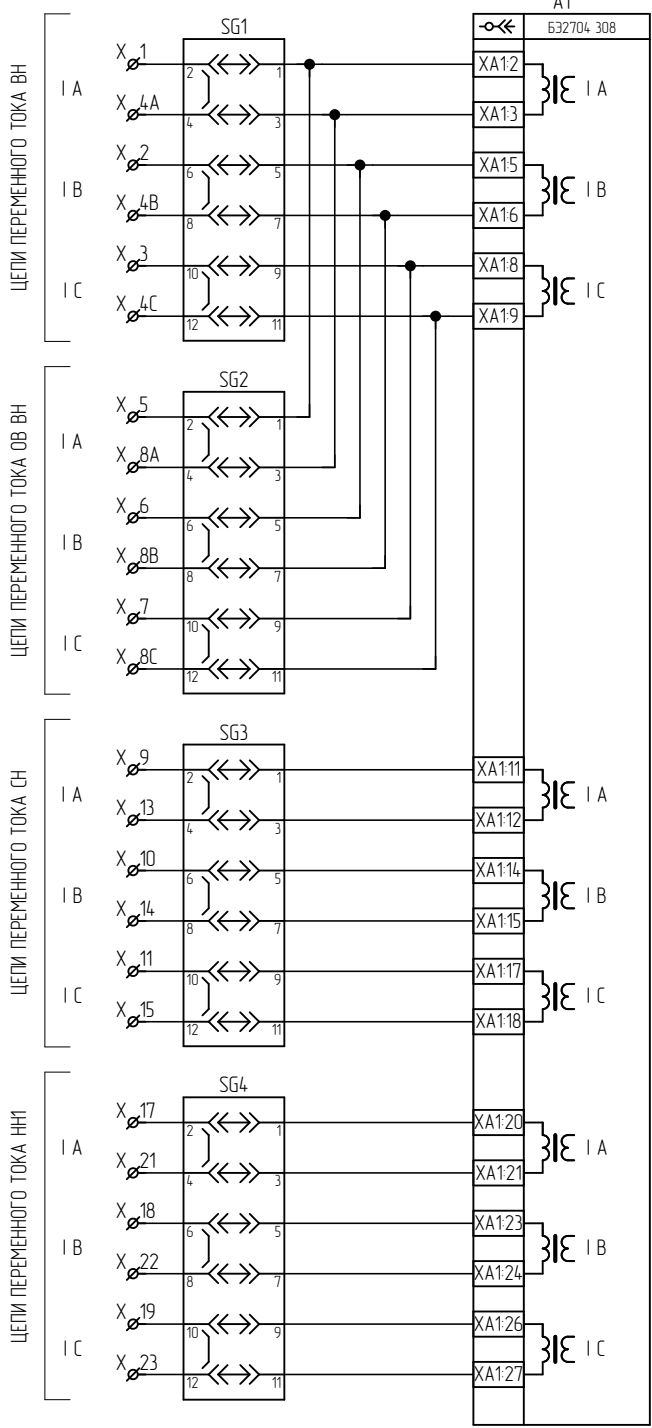 A1
БЭ2704 308
ЦЕПИ ПЕРЕМЕННОГО ТОКА ВН
SG1
I A
X 1
2
1
XA1:2
I A
X 4A
4
3
XA1:3
I B
X 2
6
5
XA1:5
I B
X 4B
8
7
XA1:6
I C
X 3
10
9
XA1:8
I C
X 4C
12
11
XA1:9
ЦЕПИ ПЕРЕМЕННОГО ТОКА ОВ ВН
SG2
I A
X 5
2
1
X 8A
4
3
I B
X 6
6
5
X 8B
8
7
I C
X 7
10
9
X 8C
12
11
ЦЕПИ ПЕРЕМЕННОГО ТОКА СН
SG3
I A
X 9
2
1
XA1:11
I A
X 13
4
3
XA1:12
I B
X 10
6
5
XA1:14
I B
X 14
8
7
XA1:15
I C
X 11
10
9
XA1:17
I C
X 15
12
11
XA1:18
ЦЕПИ ПЕРЕМЕННОГО ТОКА НН1
SG4
I A
X 17
2
1
XA1:20
I A
X 21
4
3
XA1:21
I B
X 18
6
5
XA1:23
I B
X 22
8
7
XA1:24
I C
X 19
10
9
XA1:26
I C
X 23
12
11
XA1:27